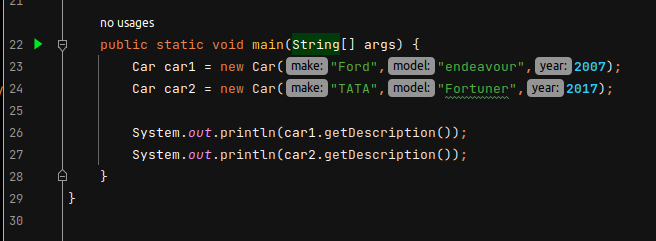 21
no usages
22 public static void main(String[] args) {
23 Car car1 = new Car( make: "Ford", model: "endeavour", year: 2007);
24 Car car2 = new Car( make: "TATA", model: "Fortuner", year: 2017);
25
26 System.out.println(car1.getDescription());
27 System.out.println(car2.getDescription());
28 }
29 }
30